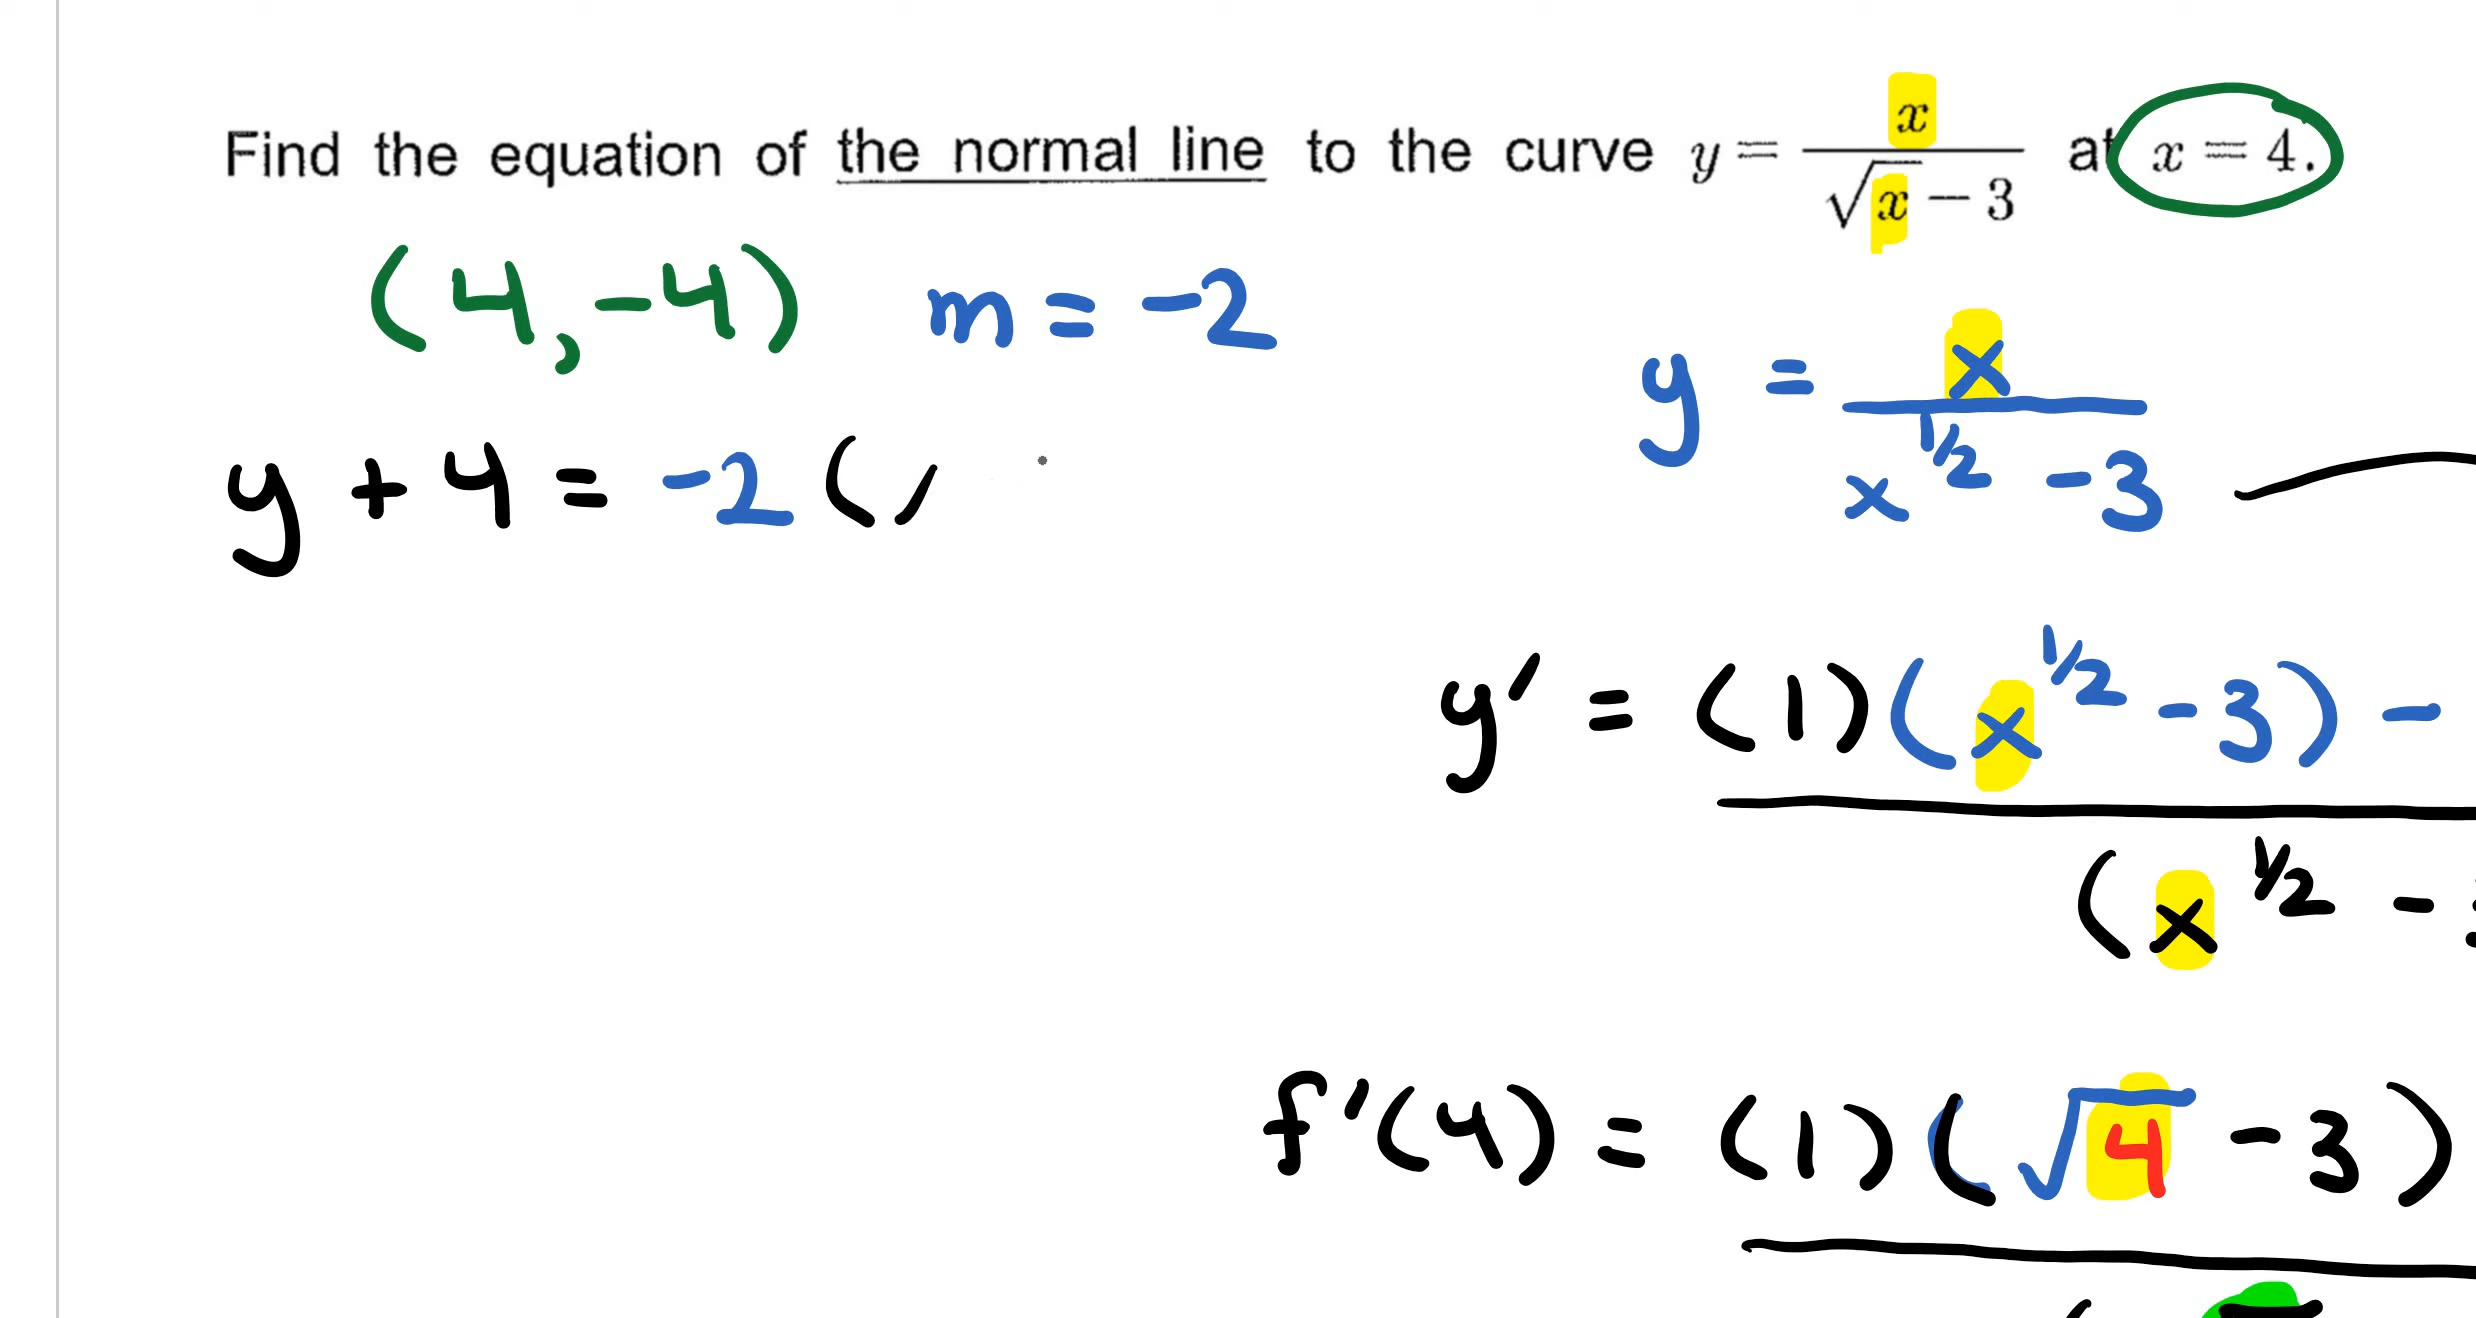 Find the equation of the normal line to the curve y = x / (√x − 3) at x = 4.
(4, -4) m = -2
y = x / (x^1/2 - 3)
y + 4 = -2 (
y' = (1)(x^1/2 - 3) -
(x^1/2 -
f'(4) = (1)(√4 - 3)